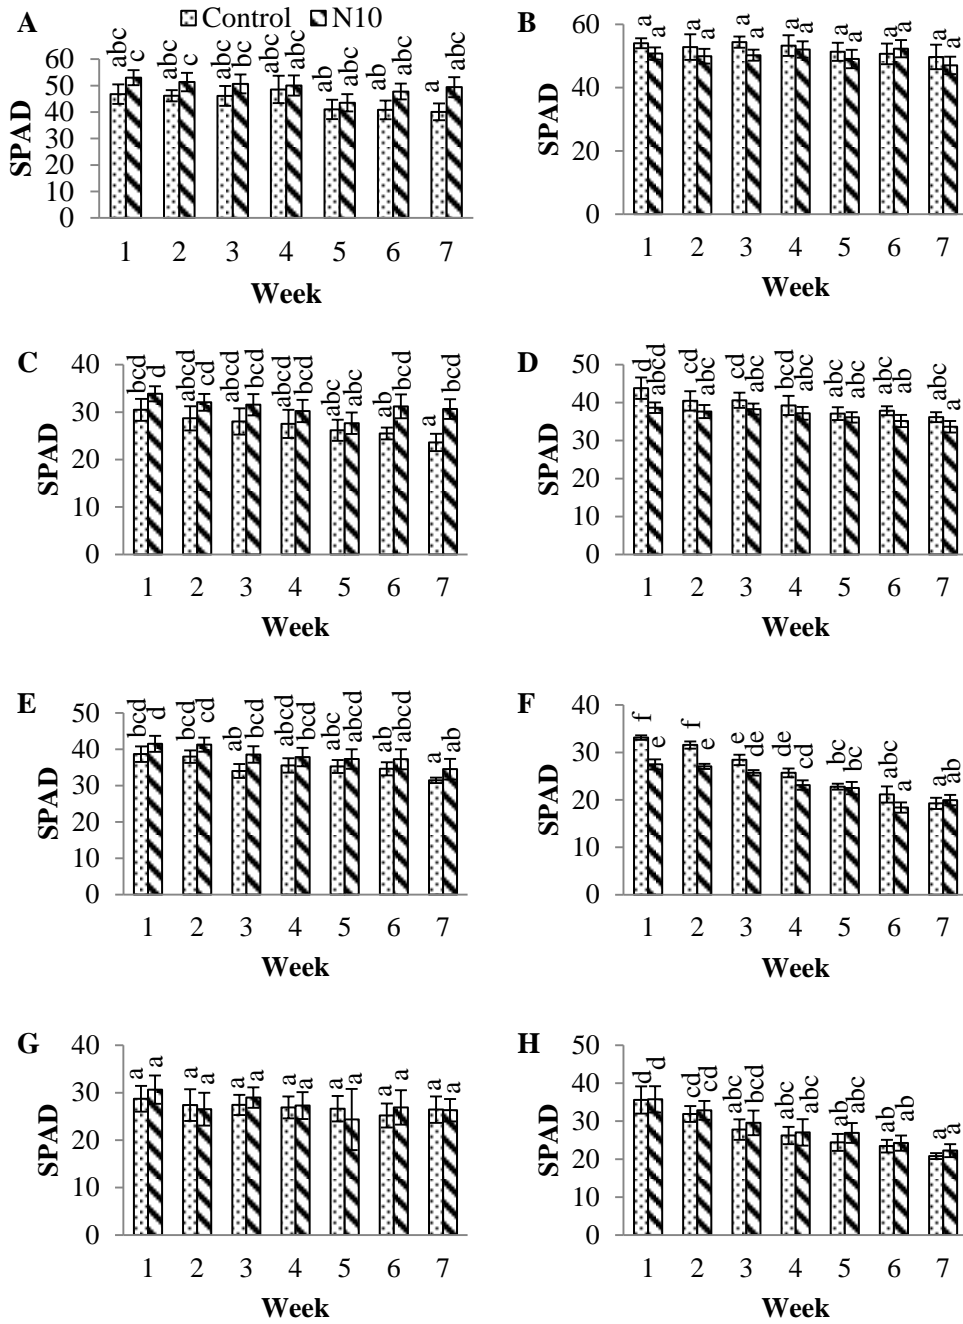 A
Control N10
abc c abc c abc bc abc abc ab abc ab abc a abc
60
50
40
30
20
10
0
SPAD
1 2 3 4 5 6 7
Week
B
a a a a a a a a a a a a a a
60
40
20
0
SPAD
1 2 3 4 5 6 7
Week
C
bcd d abcd cd abcd bcd abcd bcd abc abc ab bcd a bcd
40
30
20
10
0
SPAD
1 2 3 4 5 6 7
Week
D
d abcd cd abc cd abc bcd abc abc abc abc ab abc a
50
40
30
20
10
0
SPAD
1 2 3 4 5 6 7
Week
E
bcd d bcd cd ab bcd abcd bcd abc abcd ab abcd a ab
50
40
30
20
10
0
SPAD
1 2 3 4 5 6 7
Week
F
f e f e e de de cd bc bc abc a a ab
40
30
20
10
0
SPAD
1 2 3 4 5 6 7
Week
G
a a a a a a a a a a a a a a
40
30
20
10
0
SPAD
1 2 3 4 5 6 7
Week
H
d d cd cd abc bcd abc abc ab abc ab ab a a
50
40
30
20
10
0
SPAD
1 2 3 4 5 6 7
Week